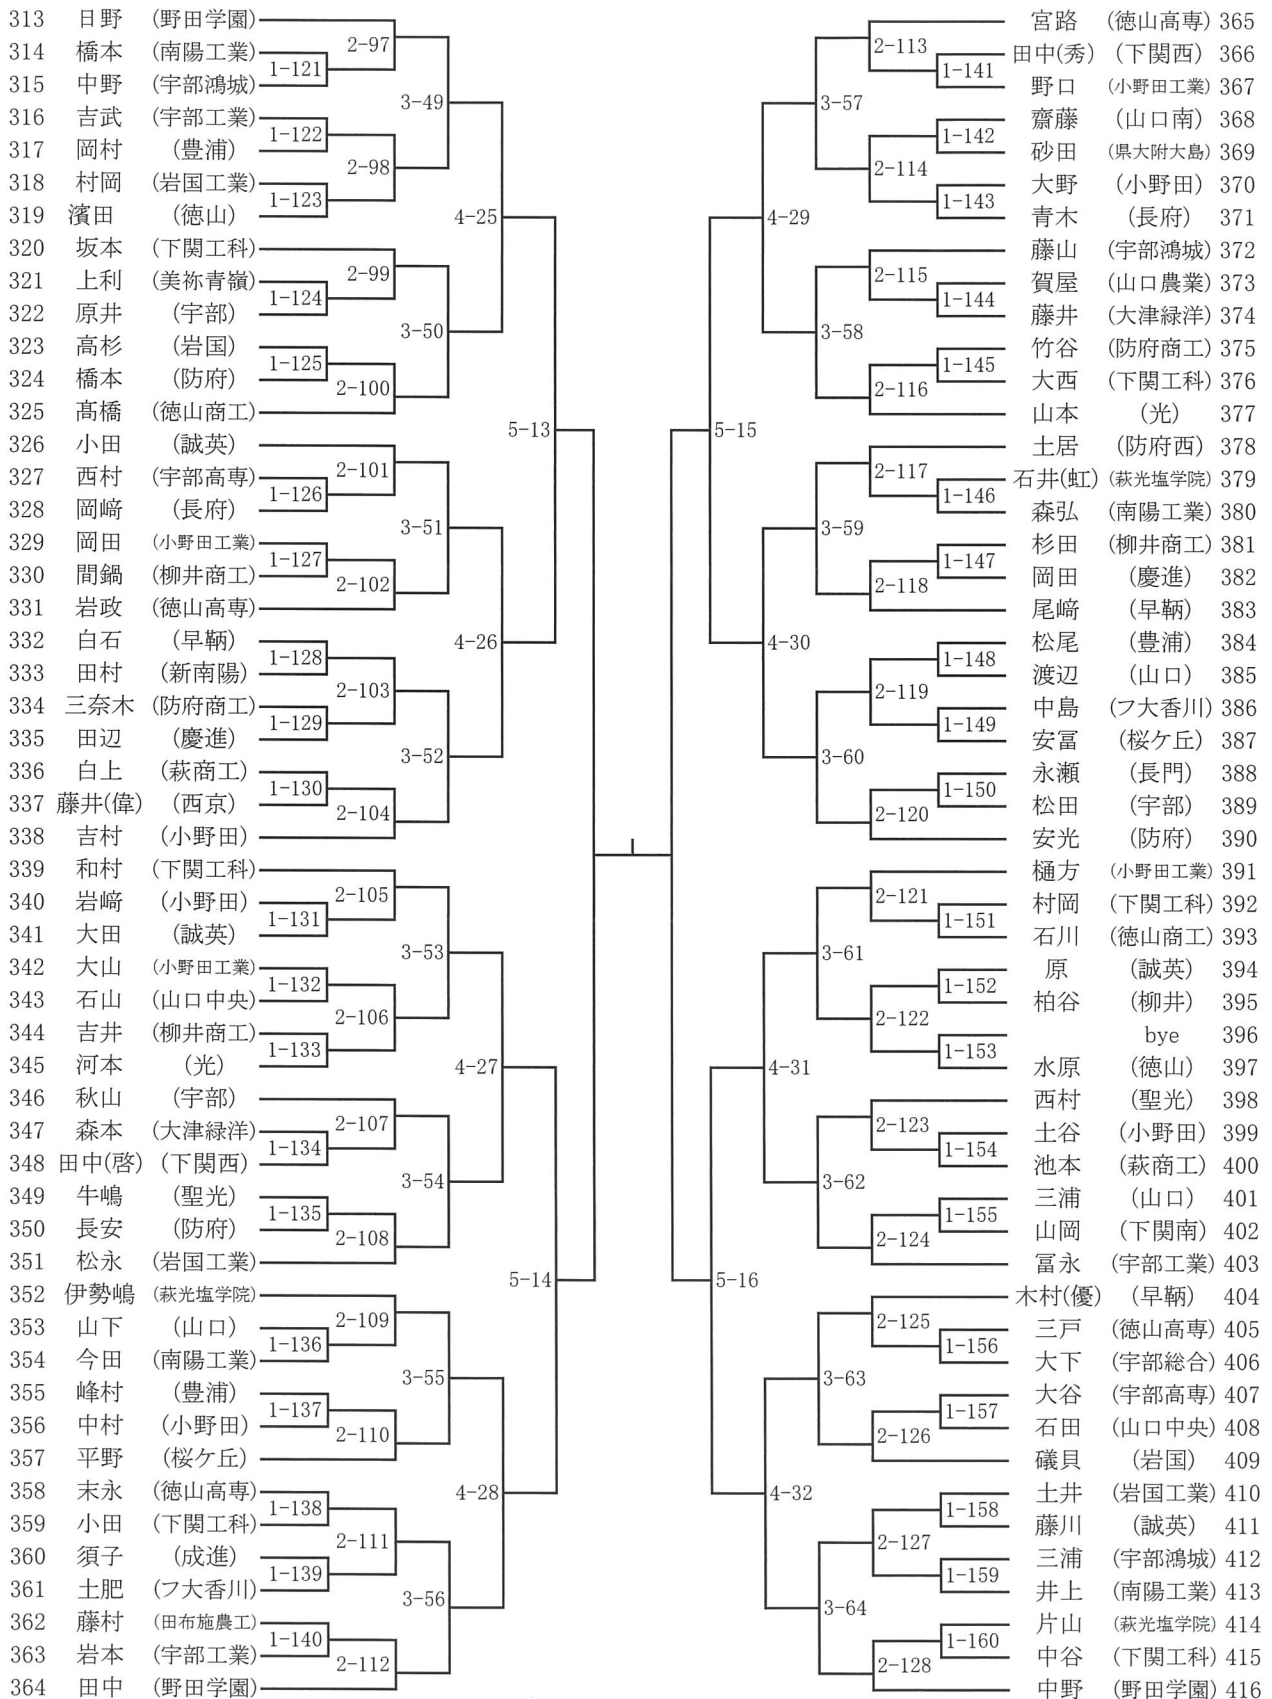 313 日野 (野田学園)
314 橋本 (南陽工業)
315 中野 (宇部鴻城)
316 吉武 (宇部工業)
317 岡村 (豊浦)
318 村岡 (岩国工業)
319 濱田 (徳山)
320 坂本 (下関工科)
321 上利 (美祢青嶺)
322 原井 (宇部)
323 高杉 (岩国)
324 橋本 (防府)
325 髙橋 (徳山商工)
326 小田 (誠英)
327 西村 (宇部高専)
328 岡﨑 (長府)
329 岡田 (小野田工業)
330 間鍋 (柳井商工)
331 岩政 (徳山高専)
332 白石 (早鞆)
333 田村 (新南陽)
334 三奈木 (防府商工)
335 田辺 (慶進)
336 白上 (萩商工)
337 藤井(偉) (西京)
338 吉村 (小野田)
339 和村 (下関工科)
340 岩﨑 (小野田)
341 大田 (誠英)
342 大山 (小野田工業)
343 石山 (山口中央)
344 吉井 (柳井商工)
345 河本 (光)
346 秋山 (宇部)
347 森本 (大津緑洋)
348 田中(啓) (下関西)
349 牛嶋 (聖光)
350 長安 (防府)
351 松永 (岩国工業)
352 伊勢嶋 (萩光塩学院)
353 山下 (山口)
354 今田 (南陽工業)
355 峰村 (豊浦)
356 中村 (小野田)
357 平野 (桜ケ丘)
358 末永 (徳山高専)
359 小田 (下関工科)
360 須子 (成進)
361 土肥 (フ大香川)
362 藤村 (田布施農工)
363 岩本 (宇部工業)
364 田中 (野田学園)
1-121
1-122
1-123
1-124
1-125
1-126
1-127
1-128
1-129
1-130
1-131
1-132
1-133
1-134
1-135
1-136
1-137
1-138
1-139
1-140
2-97
2-98
2-99
2-100
2-101
2-102
2-103
2-104
2-105
2-106
2-107
2-108
2-109
2-110
2-111
2-112
3-49
3-50
3-51
3-52
3-53
3-54
3-55
3-56
4-25
4-26
4-27
4-28
5-13
5-14
5-15
5-16
4-29
4-30
4-31
4-32
3-57
3-58
3-59
3-60
3-61
3-62
3-63
3-64
2-113
2-114
2-115
2-116
2-117
2-118
2-119
2-120
2-121
2-122
2-123
2-124
2-125
2-126
2-127
2-128
1-141
1-142
1-143
1-144
1-145
1-146
1-147
1-148
1-149
1-150
1-151
1-152
1-153
1-154
1-155
1-156
1-157
1-158
1-159
1-160
宮路 (徳山高専) 365
田中(秀) (下関西) 366
野口 (小野田工業) 367
齋藤 (山口南) 368
砂田 (県大附大島) 369
大野 (小野田) 370
青木 (長府) 371
藤山 (宇部鴻城) 372
賀屋 (山口農業) 373
藤井 (大津緑洋) 374
竹谷 (防府商工) 375
大西 (下関工科) 376
山本 (光) 377
土居 (防府西) 378
石井(虹) (萩光塩学院) 379
森弘 (南陽工業) 380
杉田 (柳井商工) 381
岡田 (慶進) 382
尾﨑 (早鞆) 383
松尾 (豊浦) 384
渡辺 (山口) 385
中島 (フ大香川) 386
安冨 (桜ケ丘) 387
永瀬 (長門) 388
松田 (宇部) 389
安光 (防府) 390
樋方 (小野田工業) 391
村岡 (下関工科) 392
石川 (徳山商工) 393
原 (誠英) 394
柏谷 (柳井) 395
bye 396
水原 (徳山) 397
西村 (聖光) 398
土谷 (小野田) 399
池本 (萩商工) 400
三浦 (山口) 401
山岡 (下関南) 402
冨永 (宇部工業) 403
木村(優) (早鞆) 404
三戸 (徳山高専) 405
大下 (宇部総合) 406
大谷 (宇部高専) 407
石田 (山口中央) 408
礒貝 (岩国) 409
土井 (岩国工業) 410
藤川 (誠英) 411
三浦 (宇部鴻城) 412
井上 (南陽工業) 413
片山 (萩光塩学院) 414
中谷 (下関工科) 415
中野 (野田学園) 416